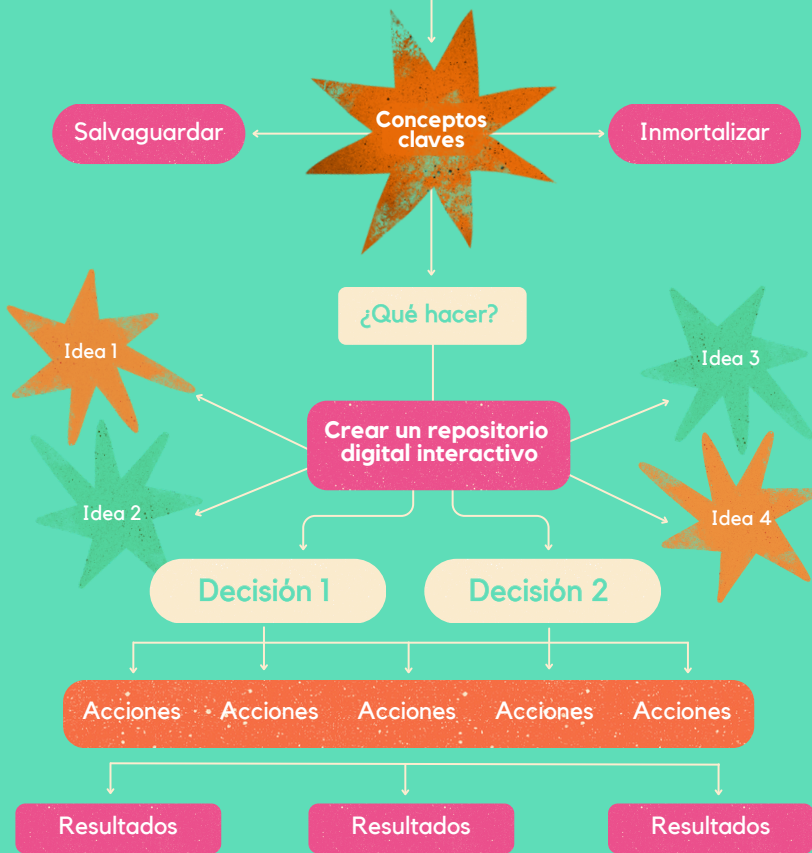 Conceptos
claves
Salvaguardar
Inmortalizar
¿Qué hacer?
Idea 1
Idea 3
Crear un repositorio
digital interactivo
Idea 2
Idea 4
Decisión 1
Decisión 2
Acciones
Acciones
Acciones
Acciones
Acciones
Resultados
Resultados
Resultados